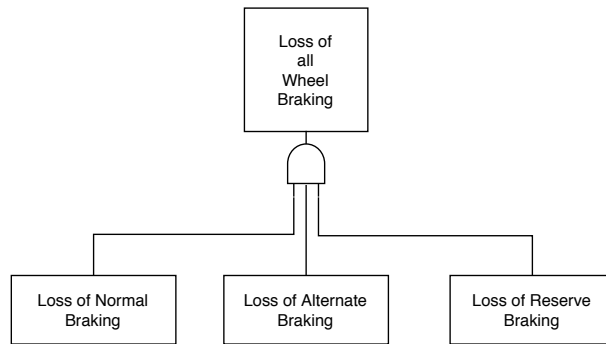 Loss of
all
Wheel
Braking
Loss of Normal
Braking
Loss of Alternate
Braking
Loss of Reserve
Braking